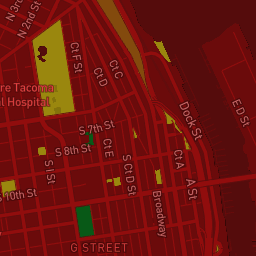 N 3rd
N 2nd St
Ct F St
Ct D
Ct C
re Tacoma
l Hospital
E D St
Dock St
S 7th St
S 8th St
Ct E
S Ct D St
Ct A
A St
S I St
S 10th St
Broadway
G STREET